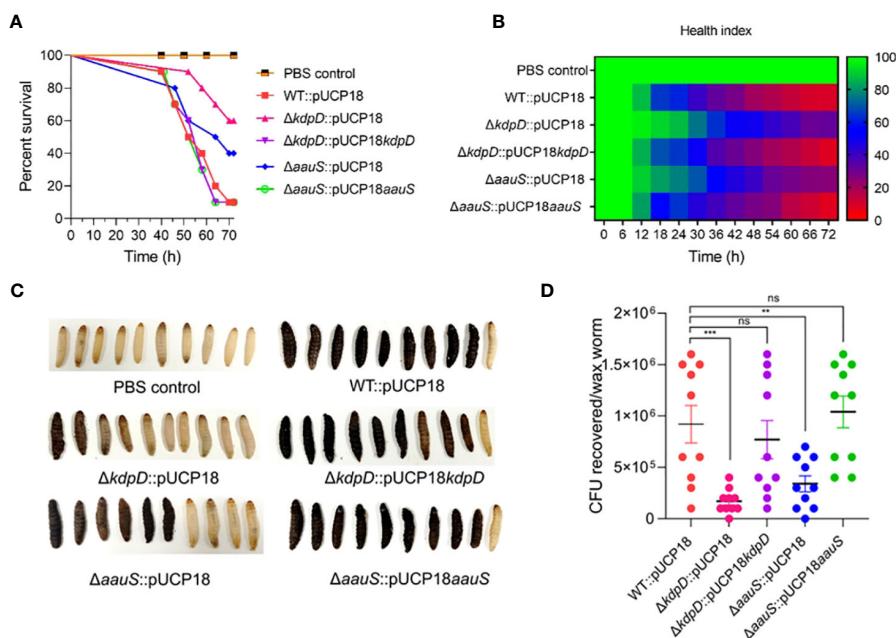 A
Percent survival
100
80
60
40
20
0
0 10 20 30 40 50 60 70
Time (h)
PBS control
WT::pUCP18
ΔkdpD::pUCP18
ΔkdpD::pUCP18kdpD
ΔaauS::pUCP18
ΔaauS::pUCP18aauS
B
Health index
PBS control
WT::pUCP18
ΔkdpD::pUCP18
ΔkdpD::pUCP18kdpD
ΔaauS::pUCP18
ΔaauS::pUCP18aauS
0 6 12 18 24 30 36 42 48 54 60 66 72
Time (h)
100
80
60
40
20
0
C
PBS control
WT::pUCP18
ΔkdpD::pUCP18
ΔkdpD::pUCP18kdpD
ΔaauS::pUCP18
ΔaauS::pUCP18aauS
D
CFU recovered/wax worm
2×10⁶
1.5×10⁶
1×10⁶
5×10⁵
0
ns
**
ns
***
WT::pUCP18
ΔkdpD::pUCP18
ΔkdpD::pUCP18kdpD
ΔaauS::pUCP18
ΔaauS::pUCP18aauS